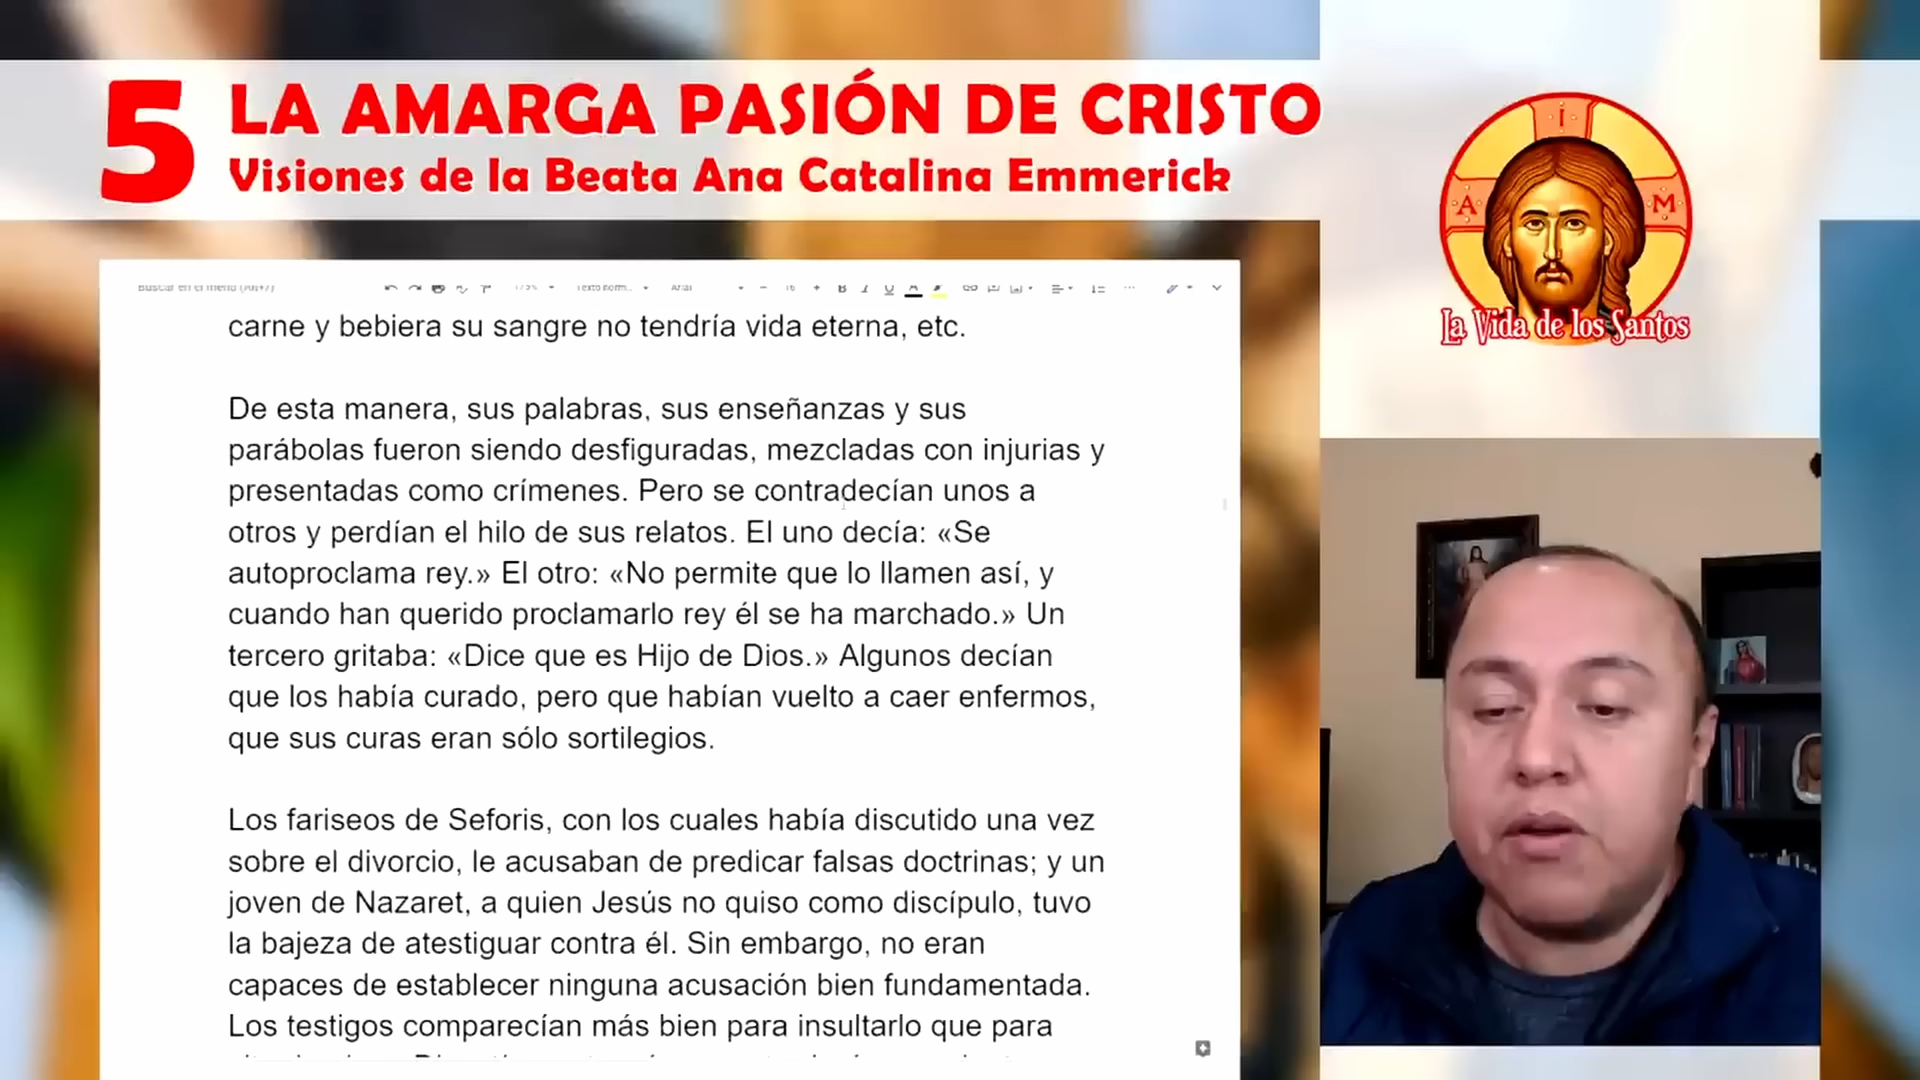 5
LA AMARGA PASIÓN DE CRISTO
Visiones de la Beata Ana Catalina Emmerick
I
A M
La Vida de los Santos
carne y bebiera su sangre no tendría vida eterna, etc.
De esta manera, sus palabras, sus enseñanzas y sus
parábolas fueron siendo desfiguradas, mezcladas con injurias y
presentadas como crímenes. Pero se contradecían unos a
otros y perdían el hilo de sus relatos. El uno decía: «Se
autoproclama rey.» El otro: «No permite que lo llamen así, y
cuando han querido proclamarlo rey él se ha marchado.» Un
tercero gritaba: «Dice que es Hijo de Dios.» Algunos decían
que los había curado, pero que habían vuelto a caer enfermos,
que sus curas eran sólo sortilegios.
Los fariseos de Seforis, con los cuales había discutido una vez
sobre el divorcio, le acusaban de predicar falsas doctrinas; y un
joven de Nazaret, a quien Jesús no quiso como discípulo, tuvo
la bajeza de atestiguar contra él. Sin embargo, no eran
capaces de establecer ninguna acusación bien fundamentada.
Los testigos comparecían más bien para insultarlo que para